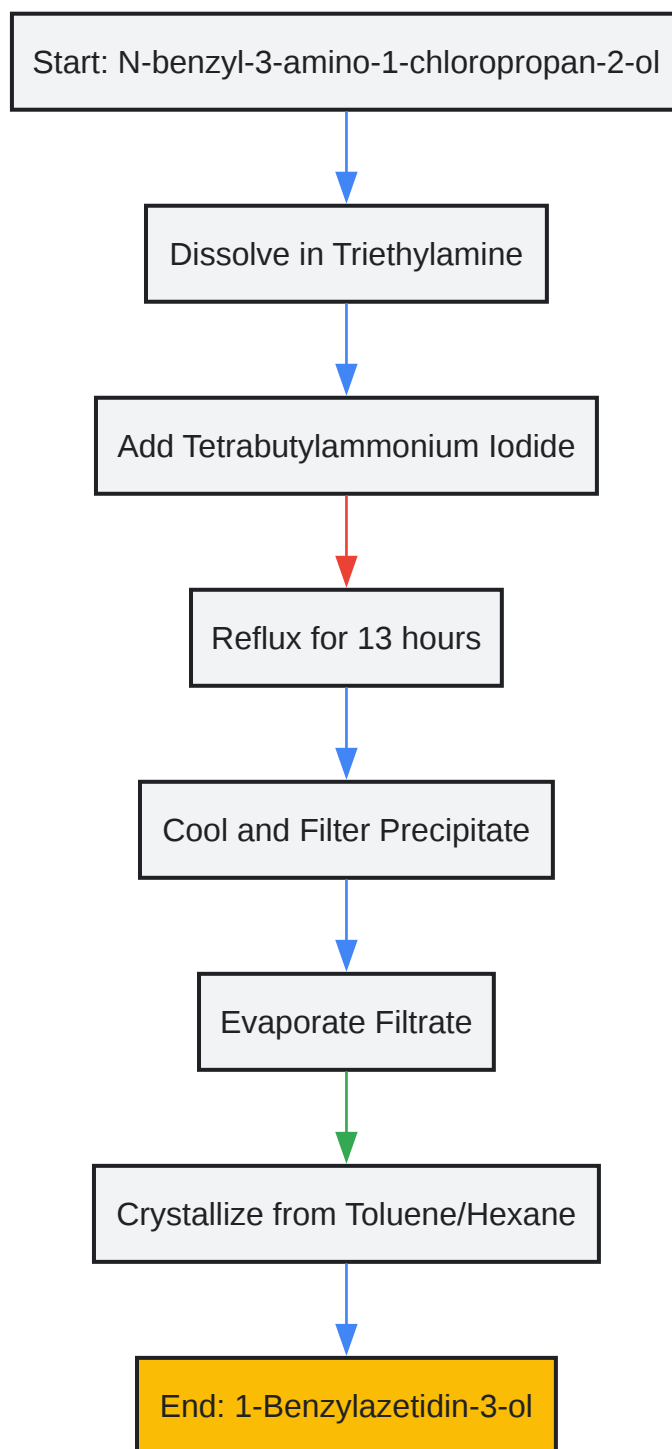 Start: N-benzyl-3-amino-1-chloropropan-2-ol
Dissolve in Triethylamine
Add Tetrabutylammonium Iodide
Reflux for 13 hours
Cool and Filter Precipitate
Evaporate Filtrate
Crystallize from Toluene/Hexane
End: 1-Benzylazetidin-3-ol